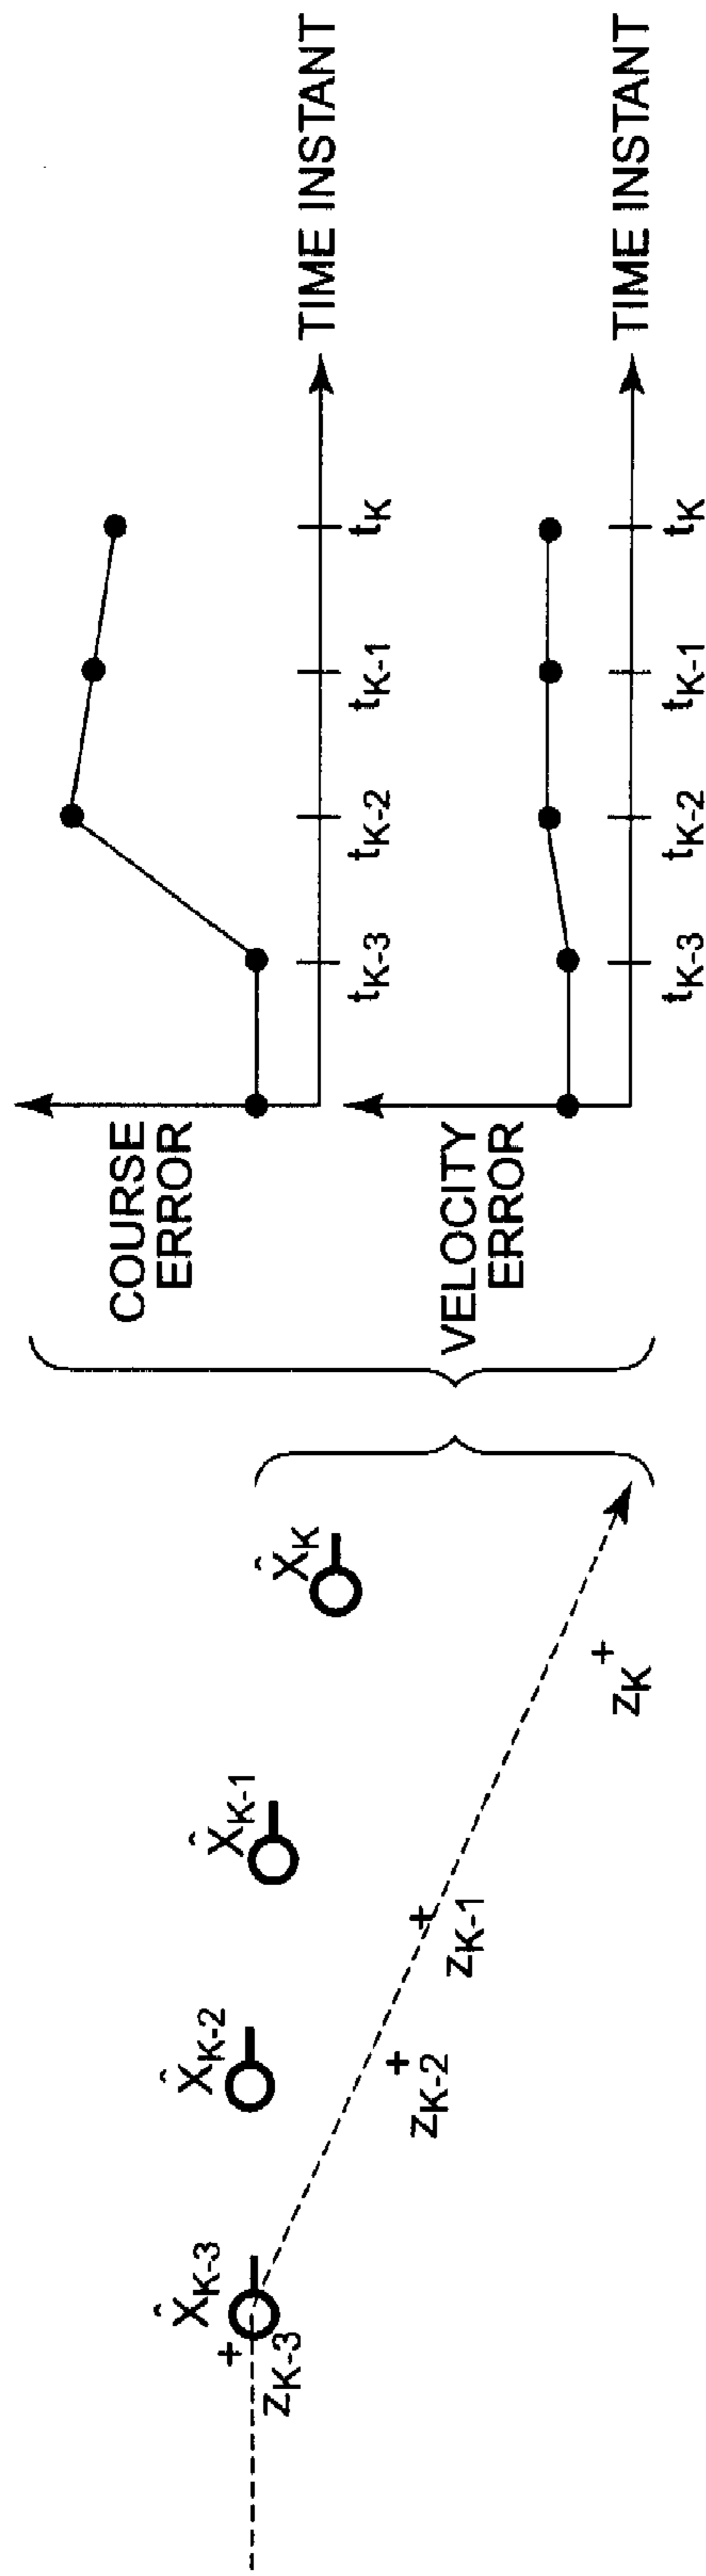 x̂K-3
x̂K-2
x̂K-1
x̂K
+
zK-3
+
zK-2
+
zK-1
+
zK
COURSE
ERROR
tK-3
tK-2
tK-1
tK
TIME INSTANT
VELOCITY
ERROR
tK-3
tK-2
tK-1
tK
TIME INSTANT